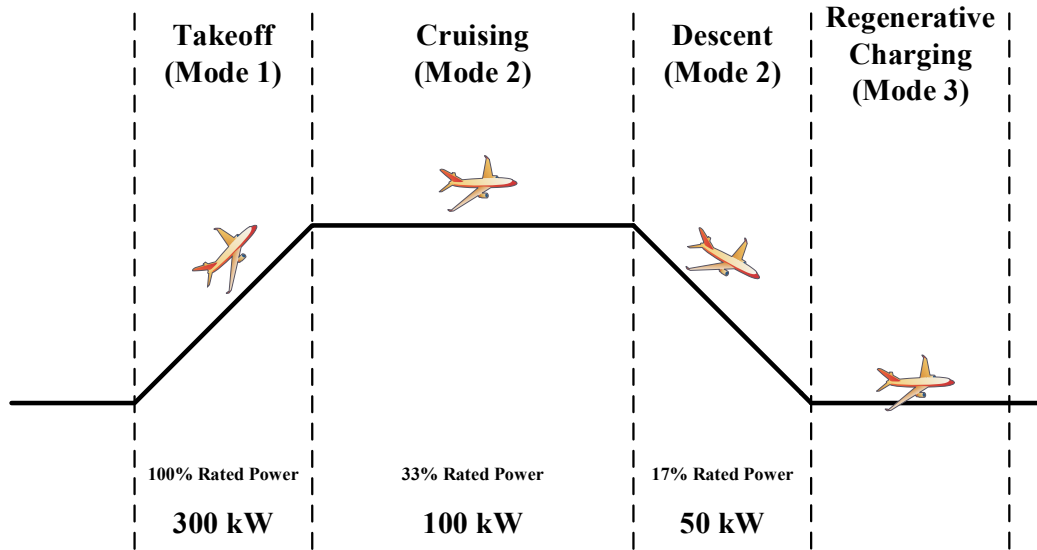 Takeoff
(Mode 1)
Cruising
(Mode 2)
Descent
(Mode 2)
Regenerative
Charging
(Mode 3)
100% Rated Power
300 kW
33% Rated Power
100 kW
17% Rated Power
50 kW